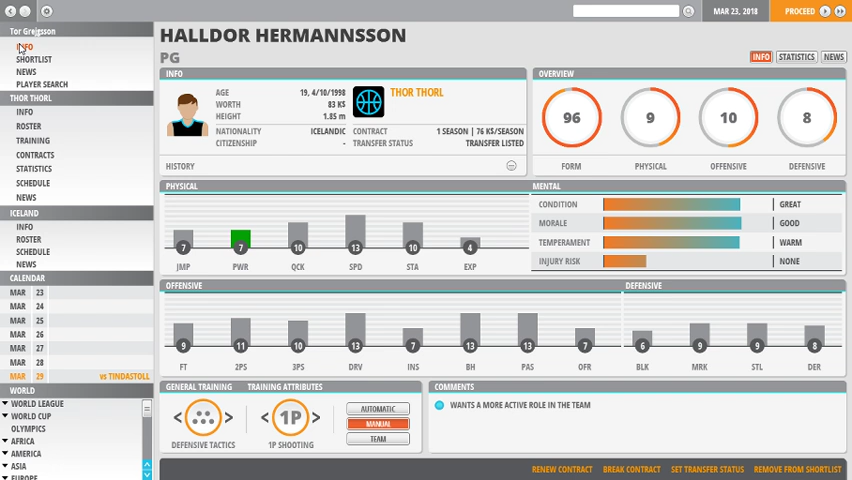 MAR 23, 2018
PROCEED
Tor Grejgsson
INFO
SHORTLIST
NEWS
PLAYER SEARCH
THOR THORL
INFO
ROSTER
TRAINING
CONTRACTS
STATISTICS
SCHEDULE
NEWS
ICELAND
INFO
ROSTER
SCHEDULE
NEWS
CALENDAR
MAR 23
MAR 24
MAR 25
MAR 26
MAR 27
MAR 28
MAR 29 vs TINDASTOLL
WORLD
WORLD LEAGUE
WORLD CUP
OLYMPICS
AFRICA
AMERICA
ASIA
EUROPE
HALLDOR HERMANNSSON
PG
INFO STATISTICS NEWS
INFO
AGE 19, 4/10/1998
WORTH 83 K$
HEIGHT 1.85 m
NATIONALITY ICELANDIC
CITIZENSHIP -
THOR THORL
CONTRACT 1 SEASON | 76 K$/SEASON
TRANSFER STATUS TRANSFER LISTED
HISTORY
OVERVIEW
96 9 10 8
FORM PHYSICAL OFFENSIVE DEFENSIVE
PHYSICAL
7 7 10 13 10 4
JMP PWR QCK SPD STA EXP
MENTAL
CONDITION GREAT
MORALE GOOD
TEMPERAMENT WARM
INJURY RISK NONE
OFFENSIVE
9 11 10 13 7 13 13 7
FT 2PS 3PS DRV INS BH PAS OFR
DEFENSIVE
6 9 9 8
BLK MRK STL DER
GENERAL TRAINING TRAINING ATTRIBUTES
< > < 1P >
DEFENSIVE TACTICS 1P SHOOTING
AUTOMATIC
MANUAL
TEAM
COMMENTS
WANTS A MORE ACTIVE ROLE IN THE TEAM
RENEW CONTRACT BREAK CONTRACT SET TRANSFER STATUS REMOVE FROM SHORTLIST